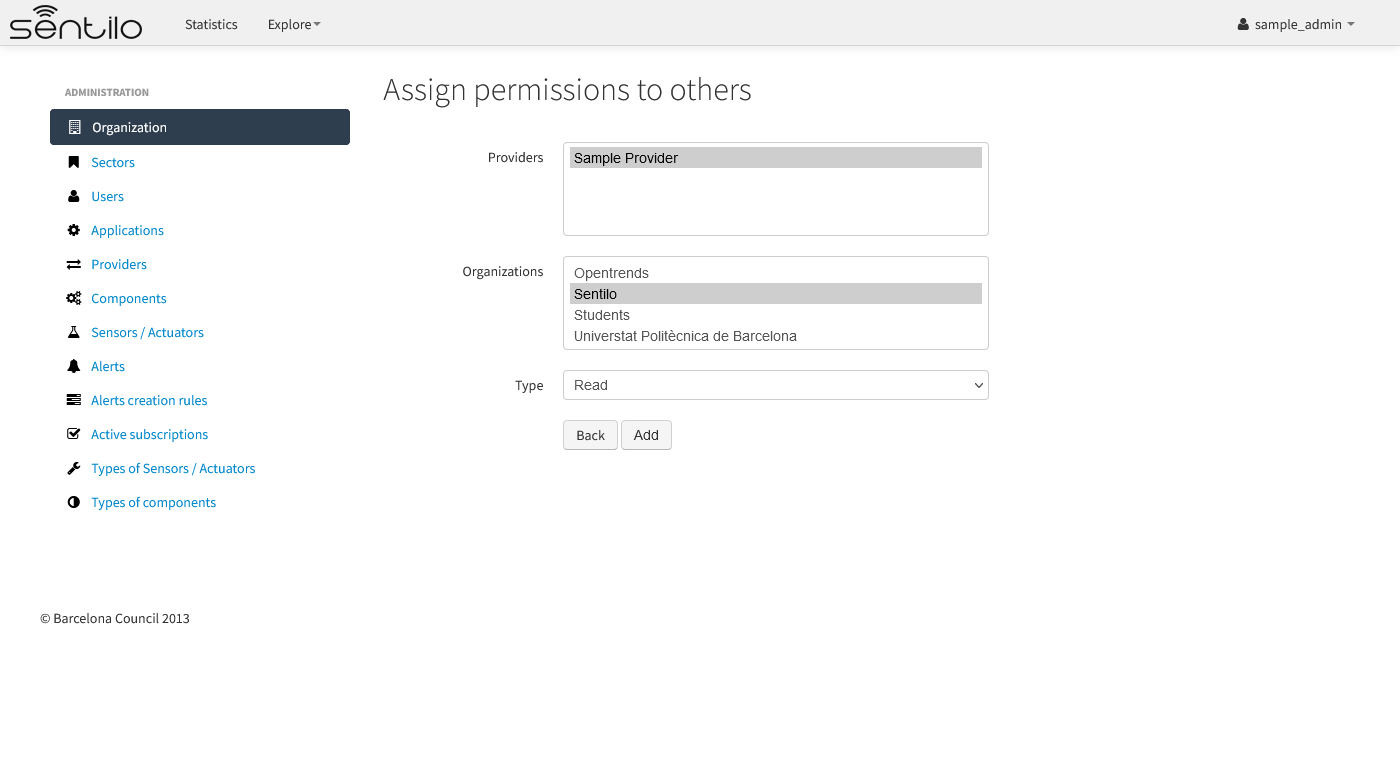 sentilo
Statistics
Explore
sample_admin
ADMINISTRATION
Organization
Sectors
Users
Applications
Providers
Components
Sensors / Actuators
Alerts
Alerts creation rules
Active subscriptions
Types of Sensors / Actuators
Types of components
Assign permissions to others
Providers
Sample Provider
Organizations
Opentrends
Sentilo
Students
Universtat Politècnica de Barcelona
Type
Read
Back
Add
© Barcelona Council 2013